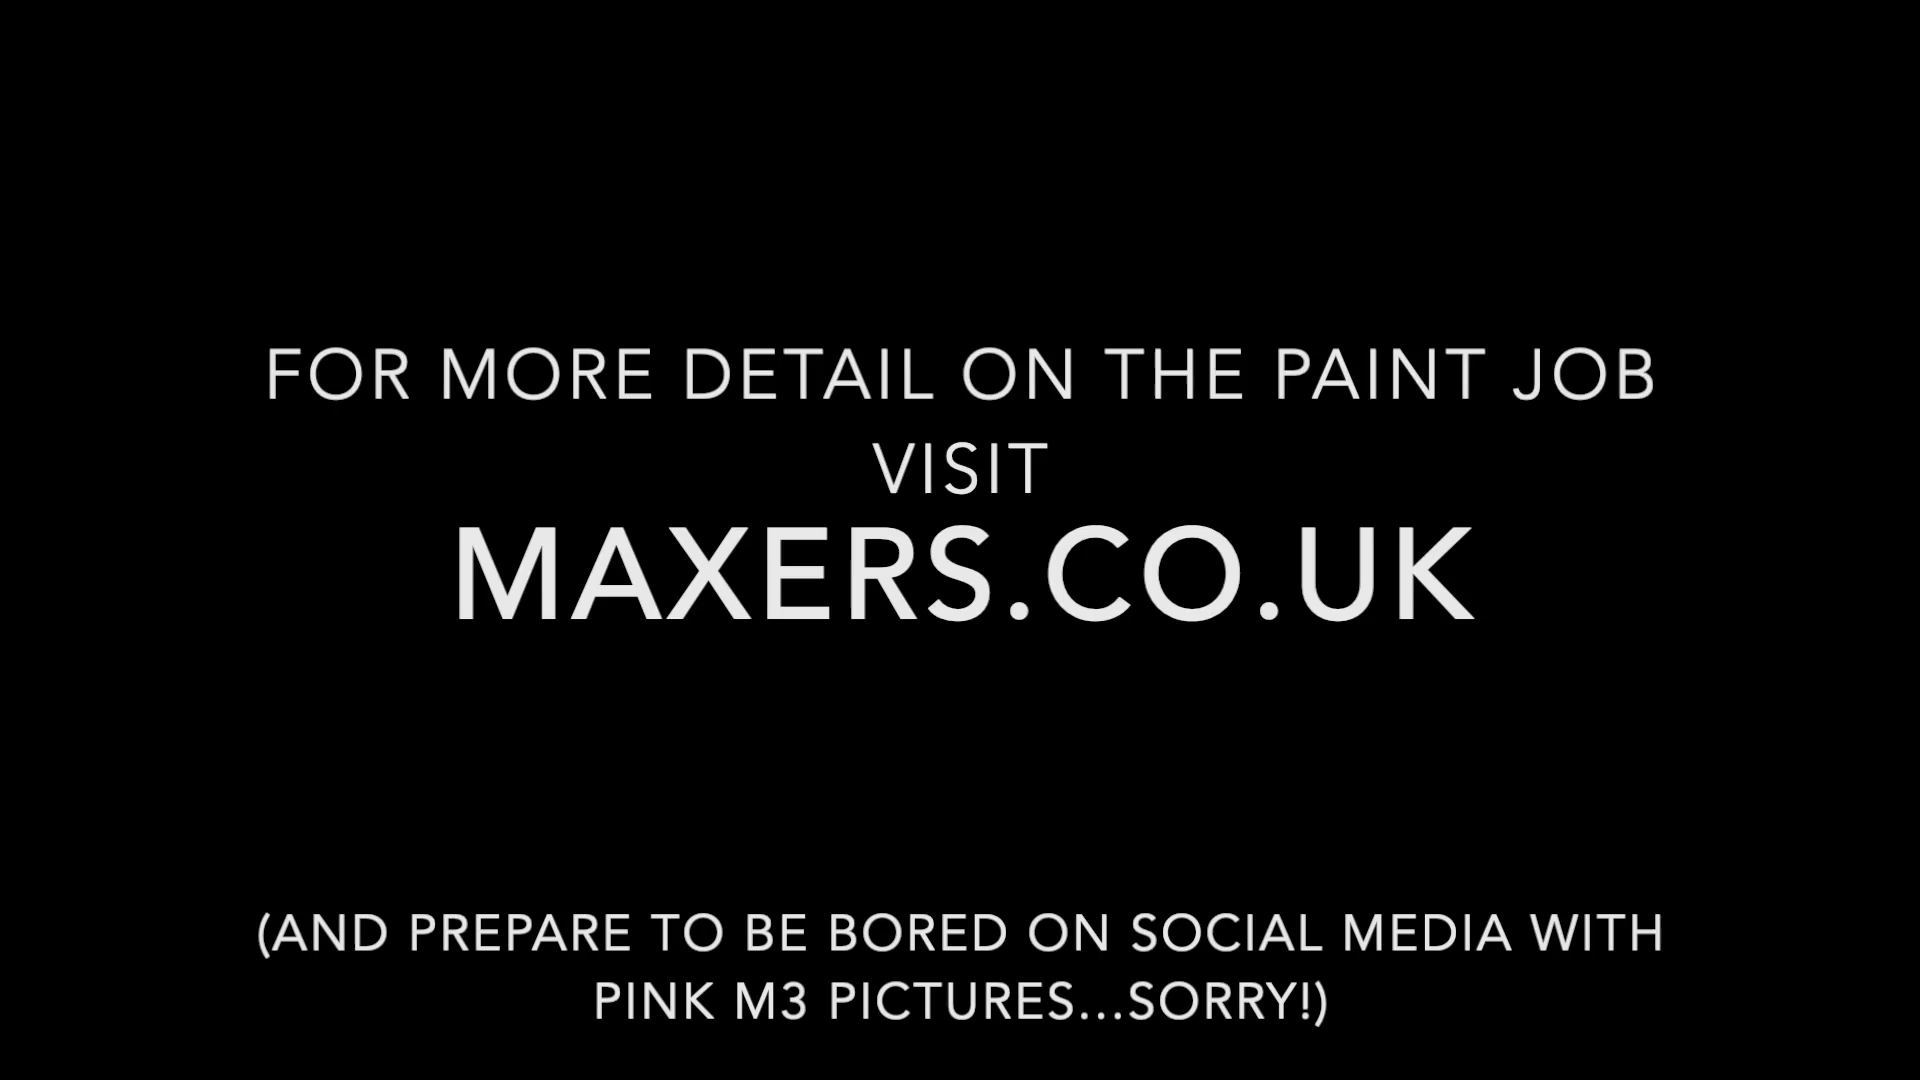 FOR MORE DETAIL ON THE PAINT JOB
VISIT
MAXERS.CO.UK
(AND PREPARE TO BE BORED ON SOCIAL MEDIA WITH
PINK M3 PICTURES...SORRY!)